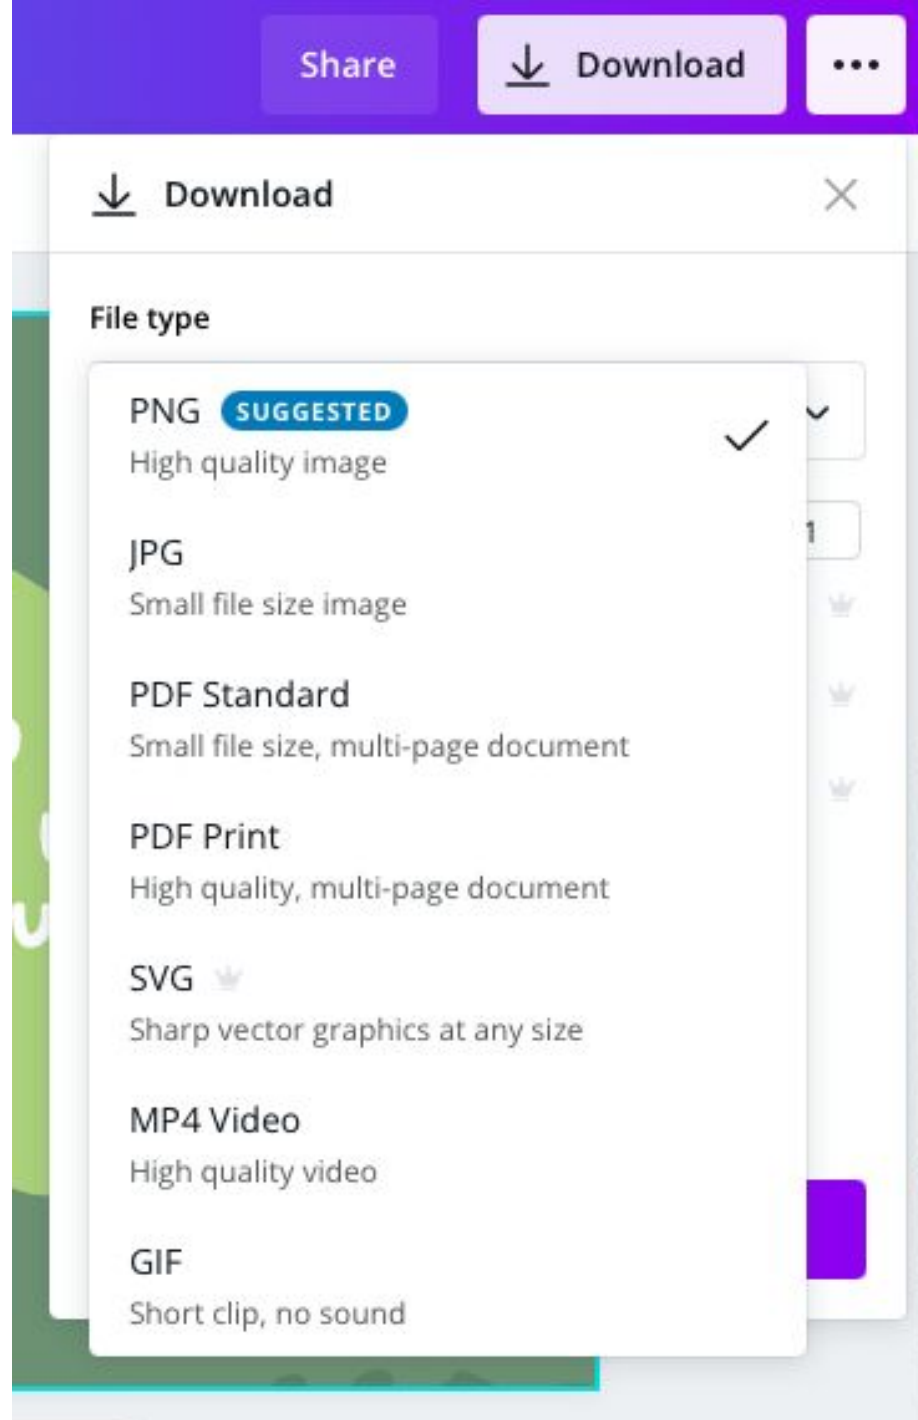 Share
Download
Download
File type
PNG SUGGESTED
High quality image
1
JPG
Small file size image
PDF Standard
Small file size, multi-page document
PDF Print
High quality, multi-page document
SVG
Sharp vector graphics at any size
MP4 Video
High quality video
GIF
Short clip, no sound